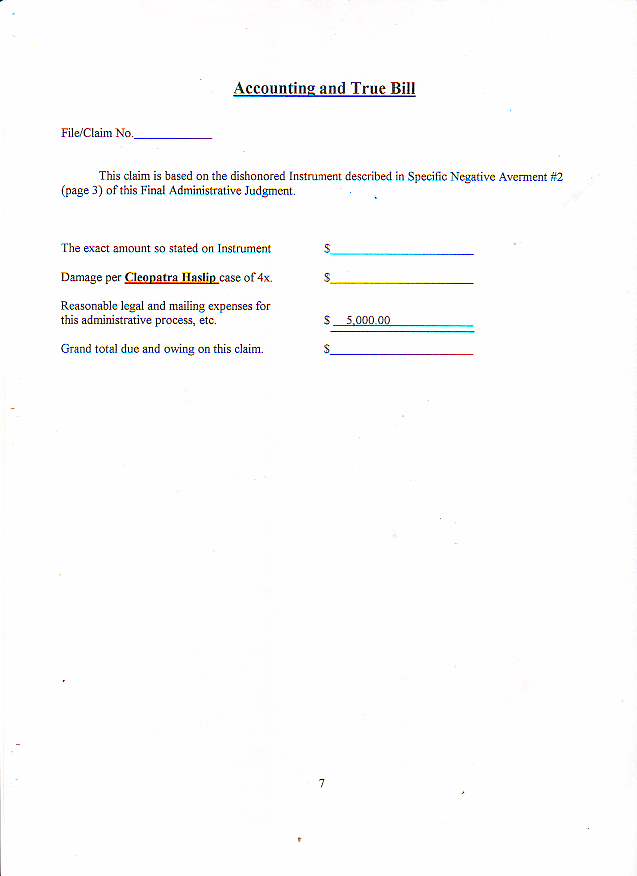 Accounting and True Bill
File/Claim No.____________
This claim is based on the dishonored Instrument described in Specific Negative Averment #2
(page 3) of this Final Administrative Judgment.
The exact amount so stated on Instrument $______________________
Damage per Cleopatra Haslip case of 4x. $______________________
Reasonable legal and mailing expenses for
this administrative process, etc. $ 5,000.00
Grand total due and owing on this claim. $______________________
7